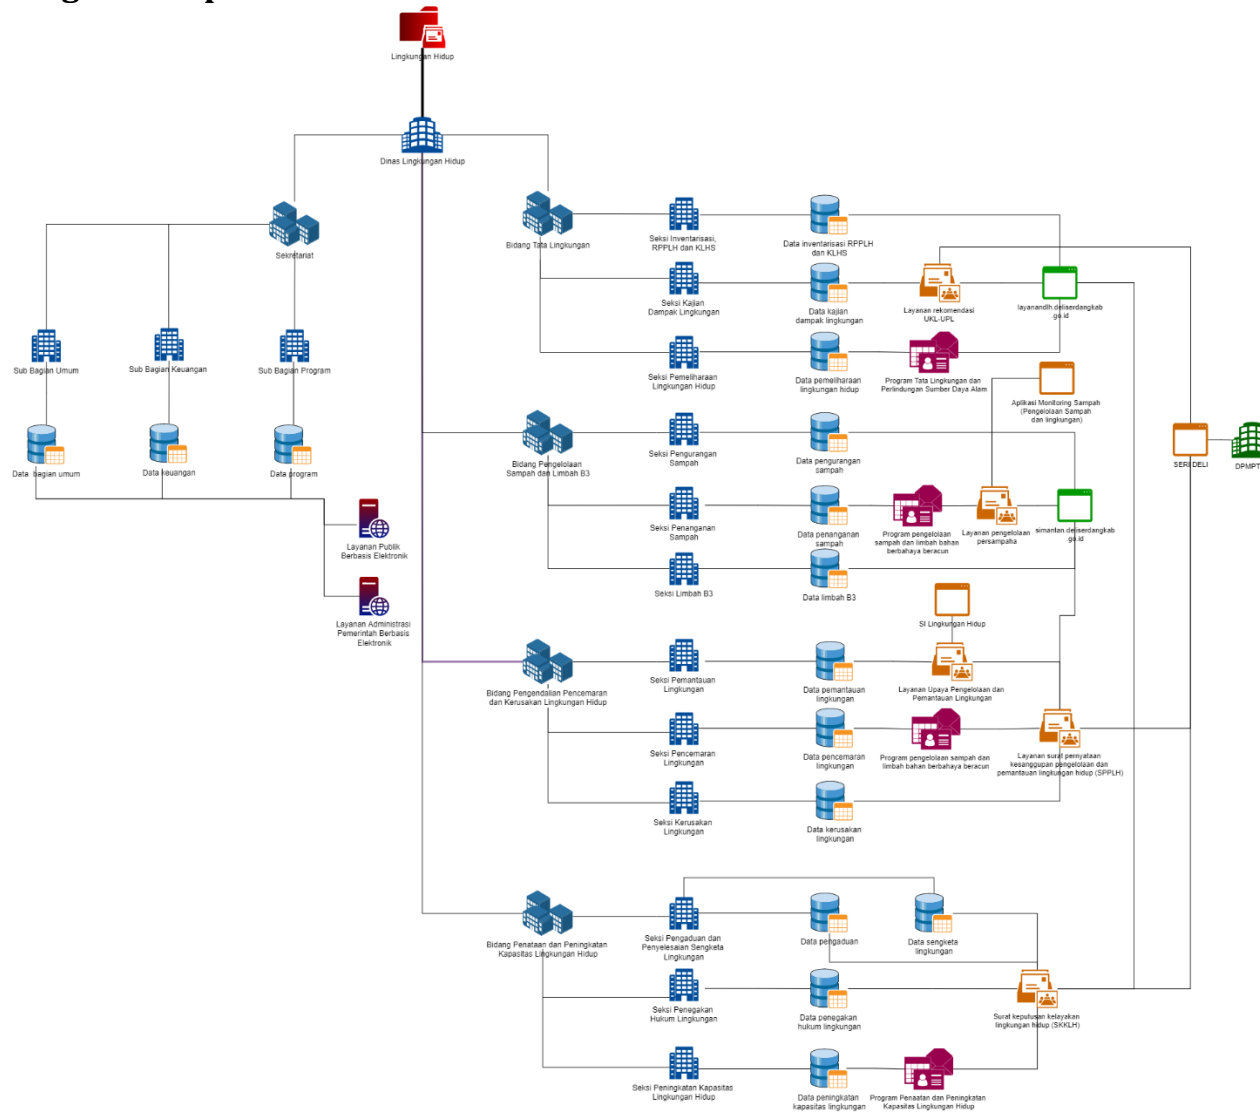 Lingkungan Hidup
Dinas Lingkungan Hidup
Sekretariat
Sub Bagian Umum
Sub Bagian Keuangan
Sub Bagian Program
Data bagian umum
Data keuangan
Data program
Layanan Publik
Berbasis Elektronik
Layanan Administrasi
Pemerintah Berbasis
Elektronik
Bidang Tata Lingkungan
Seksi Inventarisasi,
RPPLH dan KLHS
Data inventarisasi RPPLH
dan KLHS
Seksi Kajian
Dampak Lingkungan
Data kajian
dampak lingkungan
Layanan rekomendasi
UKL-UPL
layanandlh.deliserdangkab
.go.id
Seksi Pemeliharaan
Lingkungan Hidup
Data pemeliharaan
lingkungan hidup
Program Tata Lingkungan dan
Perlindungan Sumber Daya Alam
Aplikasi Monitoring Sampah
(Pengelolaan Sampah
dan lingkungan)
Bidang Pengelolaan
Sampah dan Limbah B3
Seksi Pengurangan
Sampah
Data pengurangan
sampah
SERI DELI
DPMPT
Seksi Penanganan
Sampah
Data penanganan
sampah
Program pengelolaan
sampah dan limbah bahan
berbahaya beracun
Layanan pengelolaan
persampaha
simantan.deliserdangkab
.go.id
Seksi Limbah B3
Data limbah B3
SI Lingkungan Hidup
Bidang Pengendalian Pencemaran
dan Kerusakan Lingkungan Hidup
Seksi Pemantauan
Lingkungan
Data pemantauan
lingkungan
Layanan Upaya Pengelolaan dan
Pemantauan Lingkungan
Seksi Pencemaran
Lingkungan
Data pencemaran
lingkungan
Program pengelolaan sampah dan
limbah bahan berbahaya beracun
Layanan surat pernyataan
kesanggupan pengelolaan dan
pemantauan lingkungan hidup (SPPLH)
Seksi Kerusakan
Lingkungan
Data kerusakan
lingkungan
Bidang Penataan dan Peningkatan
Kapasitas Lingkungan Hidup
Seksi Pengaduan dan
Penyelesaian Sengketa
Lingkungan
Data pengaduan
Data sengketa
lingkungan
Seksi Penegakan
Hukum Lingkungan
Data penegakan
hukum lingkungan
Surat keputusan kelayakan
lingkungan hidup (SKKLH)
Seksi Peningkatan Kapasitas
Lingkungan Hidup
Data peningkatan
kapasitas lingkungan
Program Penaatan dan Peningkatan
Kapasitas Lingkungan Hidup